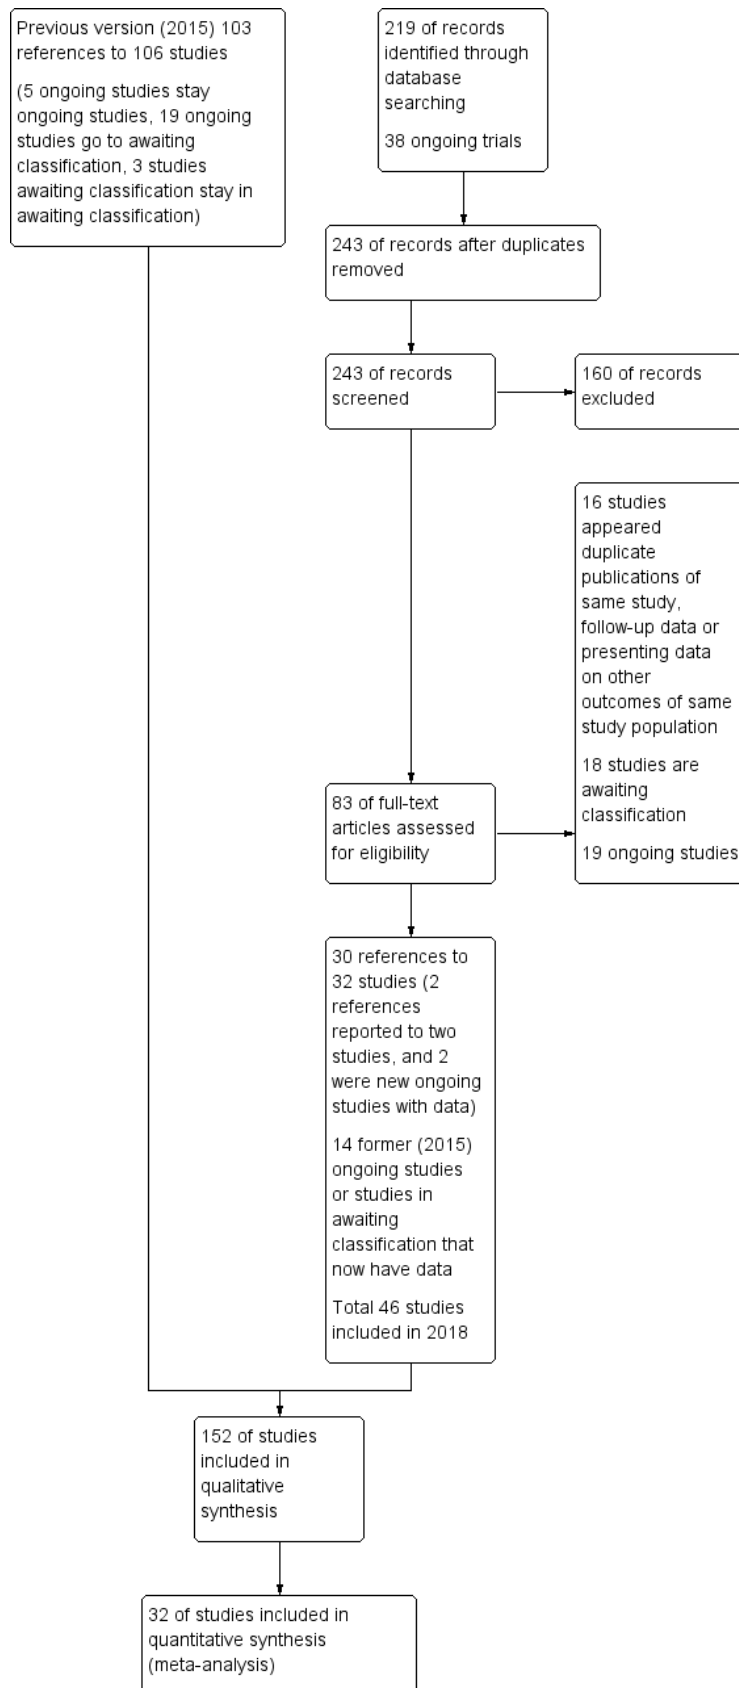 Previous version (2015) 103
references to 106 studies
(5 ongoing studies stay
ongoing studies, 19 ongoing
studies go to awaiting
classification, 3 studies
awaiting classification stay in
awaiting classification)
219 of records
identified through
database
searching
38 ongoing trials
243 of records after duplicates
removed
243 of records
screened
160 of records
excluded
16 studies
appeared
duplicate
publications of
same study,
follow-up data or
presenting data
on other
outcomes of same
study population
18 studies are
awaiting
classification
19 ongoing studies
83 of full-text
articles assessed
for eligibility
30 references to
32 studies (2
references
reported to two
studies, and 2
were new ongoing
studies with data)
14 former (2015)
ongoing studies
or studies in
awaiting
classification that
now have data
Total 46 studies
included in 2018
152 of studies
included in
qualitative
synthesis
32 of studies included in
quantitative synthesis
(meta-analysis)